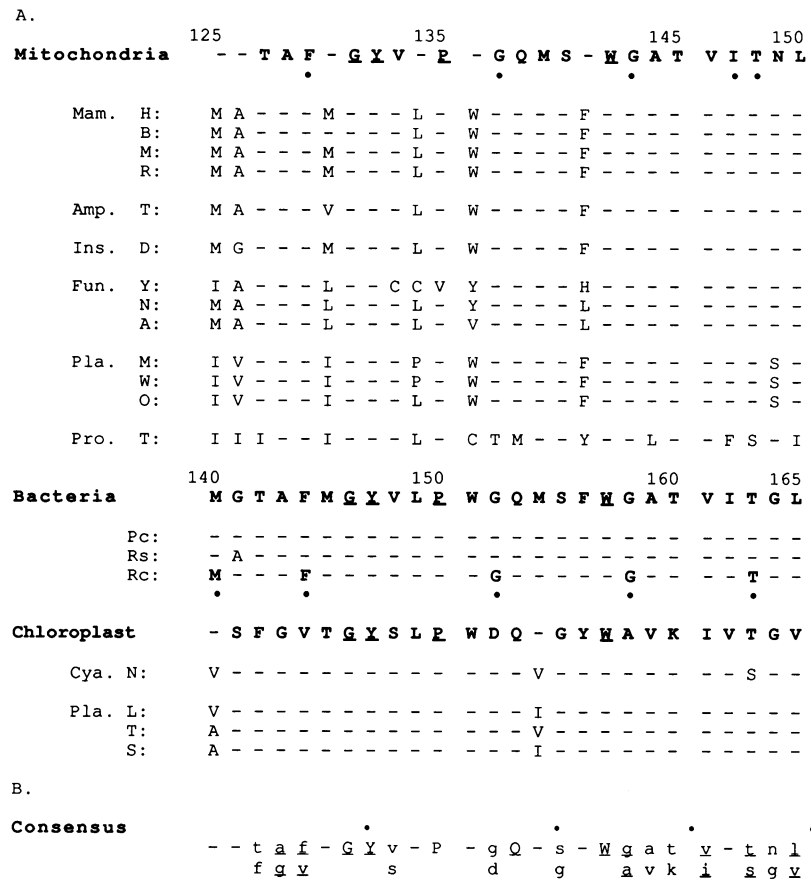 A.
125 135 145 150
Mitochondria - - T A F - G Y V - P - G Q M S - W G A T V I T N L
• • • • •
Mam. H: M A - - - M - - - L - W - - - - F - - - - - - - - -
B: M A - - - - - - - L - W - - - - F - - - - - - - - -
M: M A - - - M - - - L - W - - - - F - - - - - - - - -
R: M A - - - M - - - L - W - - - - F - - - - - - - - -
Amp. T: M A - - - V - - - L - W - - - - F - - - - - - - - -
Ins. D: M G - - - M - - - L - W - - - - F - - - - - - - - -
Fun. Y: I A - - - L - - C C V Y - - - - H - - - - - - - - -
N: M A - - - L - - - L - Y - - - - L - - - - - - - - -
A: M A - - - L - - - L - V - - - - L - - - - - - - - -
Pla. M: I V - - - I - - - P - W - - - - F - - - - - - - S -
W: I V - - - I - - - P - W - - - - F - - - - - - - S -
O: I V - - - I - - - L - W - - - - F - - - - - - - S -
Pro. T: I I I - - I - - - L - C T M - - Y - - L - - F S - I
140 150 160 165
Bacteria M G T A F M G Y V L P W G Q M S F W G A T V I T G L
Pc: - - - - - - - - - - - - - - - - - - - - - - - - - -
Rs: - A - - - - - - - - - - - - - - - - - - - - - - - -
Rc: M - - - F - - - - - - - G - - - - - G - - - - T - -
• • • • •
Chloroplast - S F G V T G Y S L P W D Q - G Y W A V K I V T G V
Cya. N: V - - - - - - - - - - - - - V - - - - - - - - S - -
Pla. L: V - - - - - - - - - - - - - I - - - - - - - - - - -
T: A - - - - - - - - - - - - - V - - - - - - - - - - -
S: A - - - - - - - - - - - - - I - - - - - - - - - - -
B.
Consensus • • • •
- - t a f - G Y v - P - g Q - s - W g a t v - t n l
f g v s d g a v k i s g v